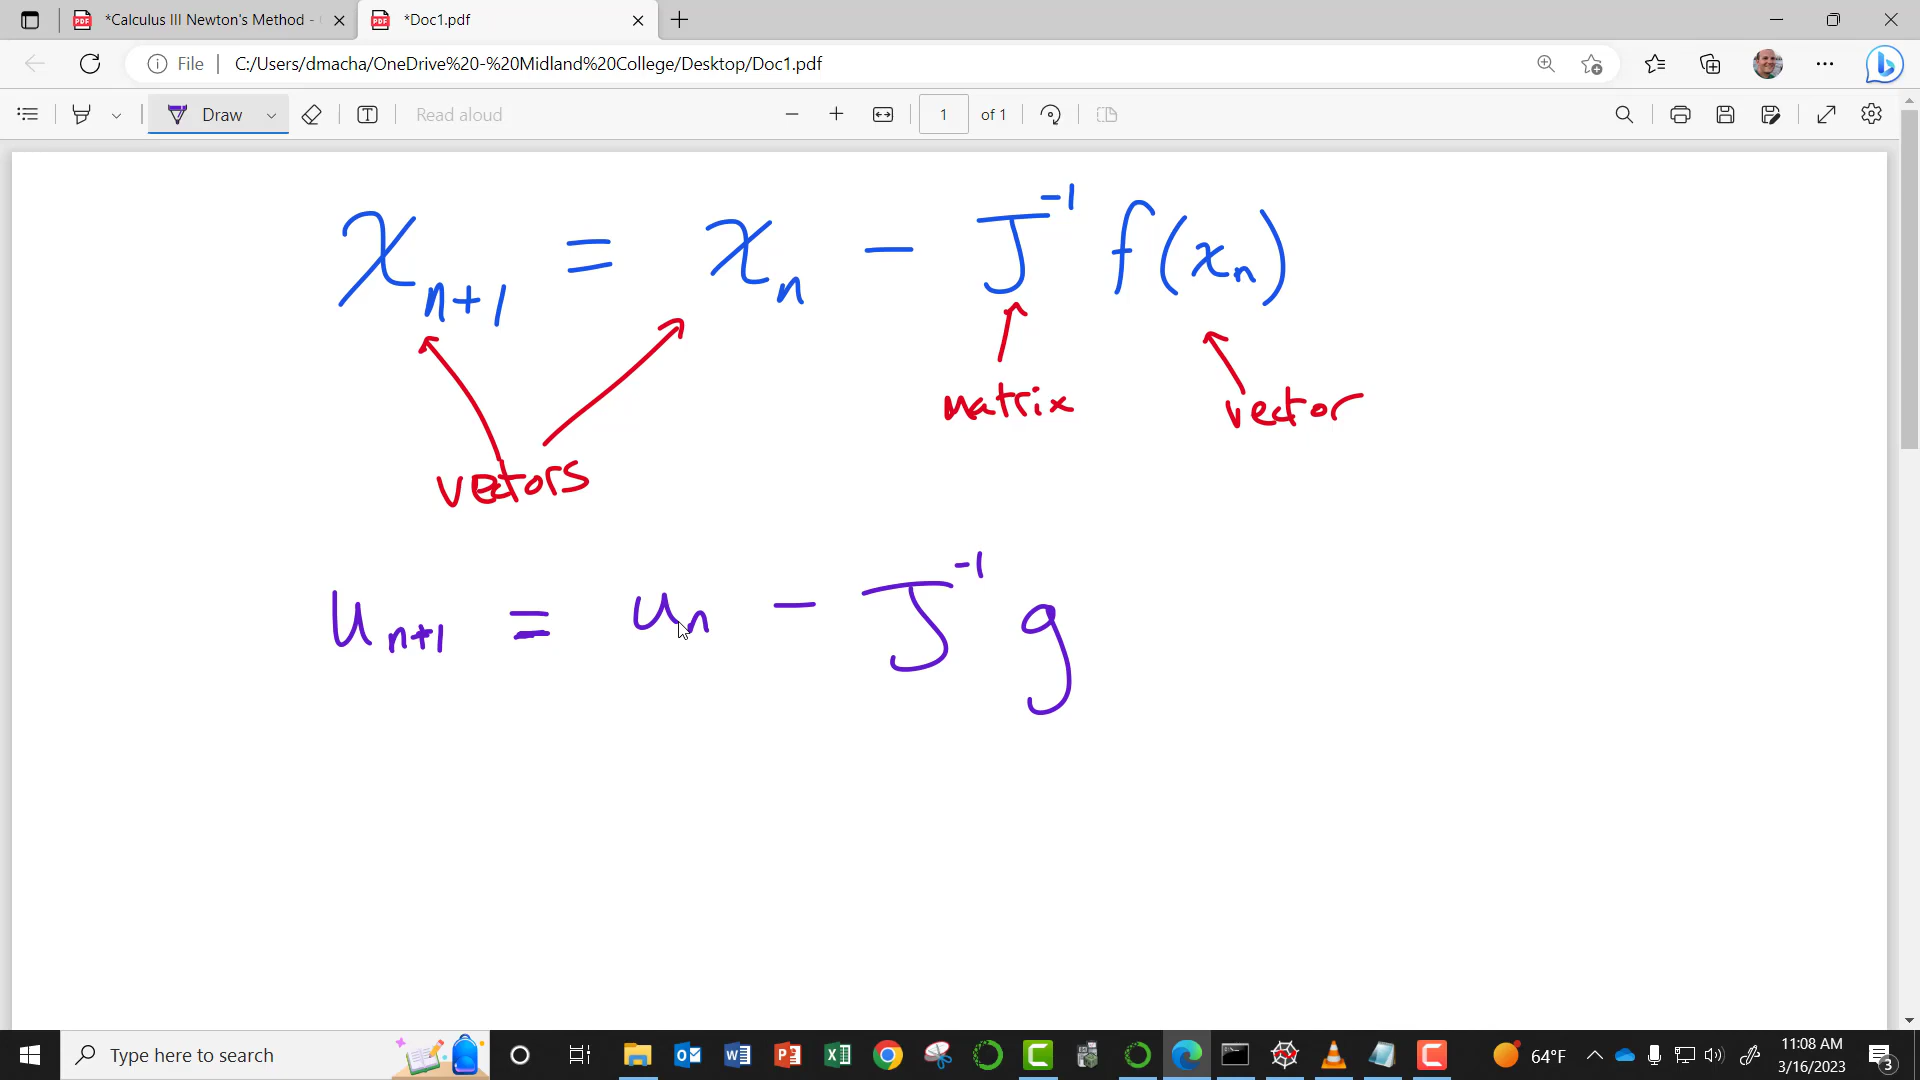 *Calculus III Newton's Method -
*Doc1.pdf
File
C:/Users/dmacha/OneDrive%20-%20Midland%20College/Desktop/Doc1.pdf
Draw
Read aloud
1
of 1
x_{n+1} = x_n - J^{-1} f(x_n)
matrix
vector
vectors
u_{n+1} = u_n - J^{-1} g
Type here to search
64°F
11:08 AM
3/16/2023
3